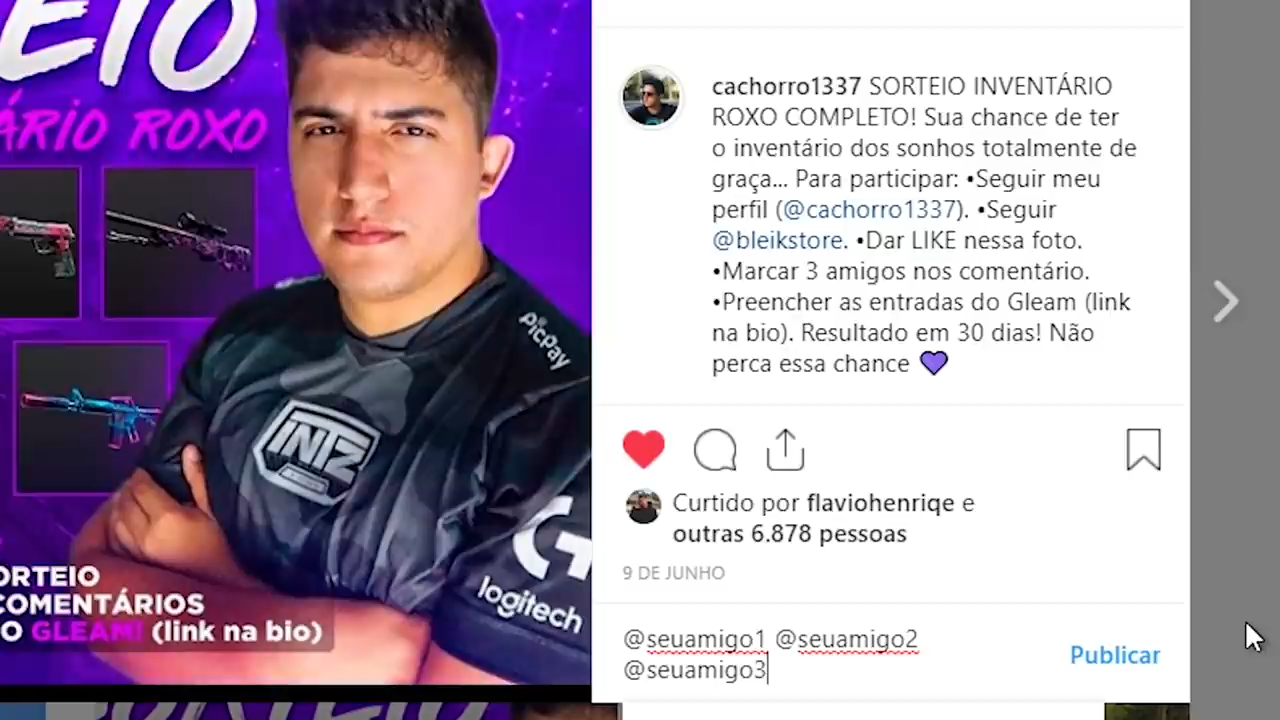 EIO
ÁRIO ROXO
PicPay
INTZ
G
logitech
ORTEIO
COMENTÁRIOS
O GLEAM! (link na bio)
cachorro1337 SORTEIO INVENTÁRIO
ROXO COMPLETO! Sua chance de ter
o inventário dos sonhos totalmente de
graça... Para participar: •Seguir meu
perfil (@cachorro1337). •Seguir
@bleikstore. •Dar LIKE nessa foto.
•Marcar 3 amigos nos comentário.
•Preencher as entradas do Gleam (link
na bio). Resultado em 30 dias! Não
perca essa chance 💜
Curtido por flaviohenriqe e
outras 6.878 pessoas
9 DE JUNHO
@seuamigo1 @seuamigo2
@seuamigo3
Publicar